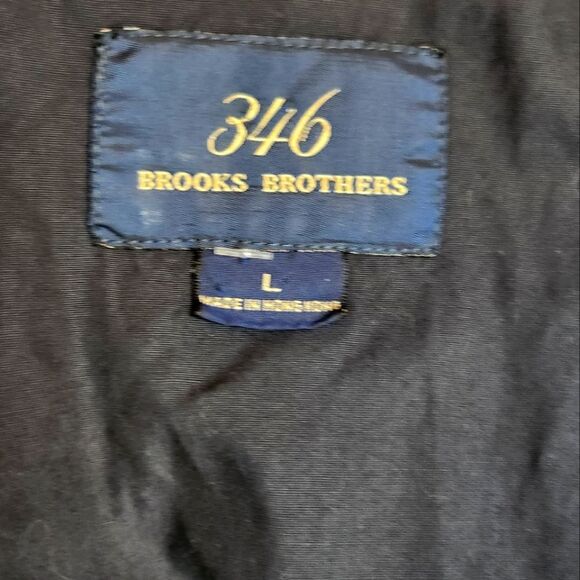 346
BROOKS BROTHERS
L
MADE IN HONG KONG